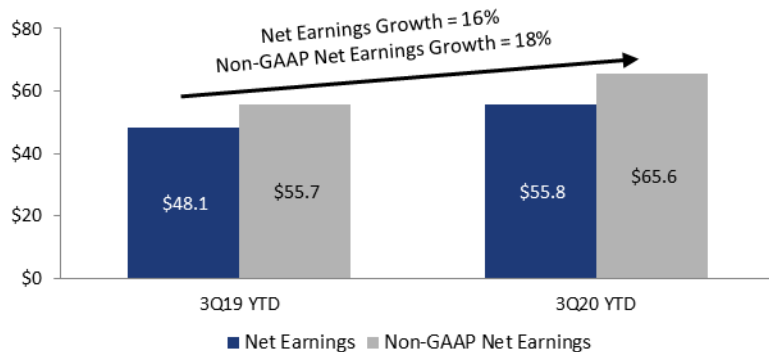 Net Earnings Growth = 16%
Non-GAAP Net Earnings Growth = 18%
$80
$60
$40
$20
$0
$48.1
$55.7
$55.8
$65.6
3Q19 YTD
3Q20 YTD
Net Earnings
Non-GAAP Net Earnings